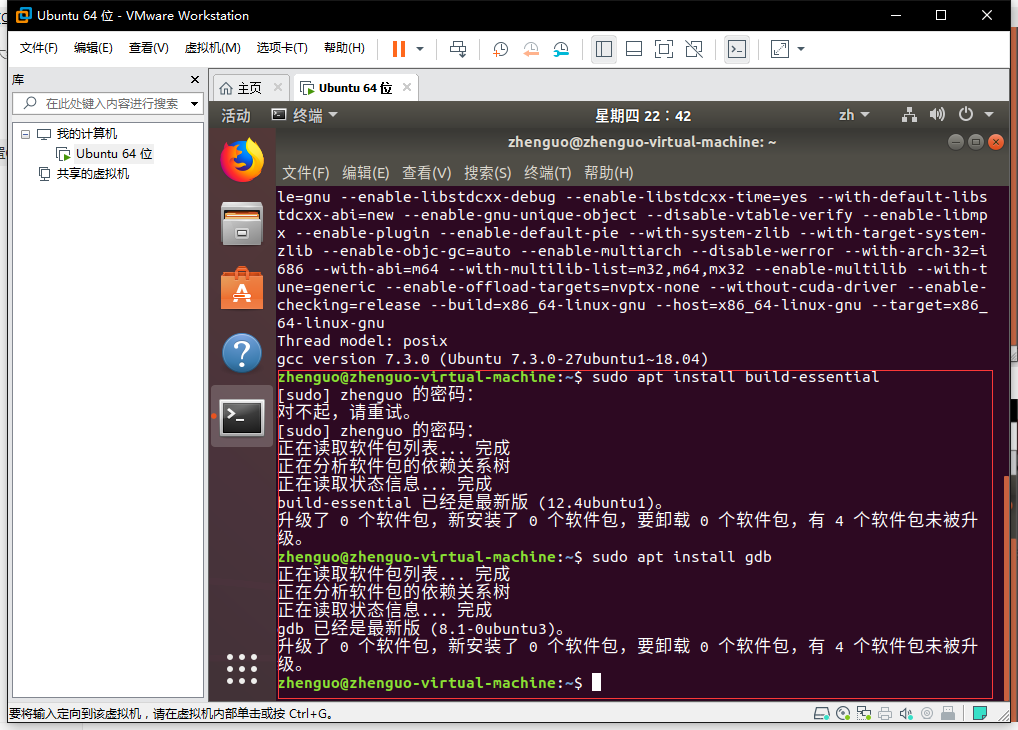 Ubuntu 64 位 - VMware Workstation
文件(F) 编辑(E) 查看(V) 虚拟机(M) 选项卡(T) 帮助(H)
库
在此处键入内容进行搜索
我的计算机
Ubuntu 64 位
共享的虚拟机
主页
Ubuntu 64 位
活动 终端 星期四 22:42 zh
zhenguo@zhenguo-virtual-machine: ~
文件(F) 编辑(E) 查看(V) 搜索(S) 终端(T) 帮助(H)
le=gnu --enable-libstdcxx-debug --enable-libstdcxx-time=yes --with-default-libs
tdcxx-abi=new --enable-gnu-unique-object --disable-vtable-verify --enable-libmp
x --enable-plugin --enable-default-pie --with-system-zlib --with-target-system-
zlib --enable-objc-gc=auto --enable-multiarch --disable-werror --with-arch-32=i
686 --with-abi=m64 --with-multilib-list=m32,m64,mx32 --enable-multilib --with-t
une=generic --enable-offload-targets=nvptx-none --without-cuda-driver --enable-
checking=release --build=x86_64-linux-gnu --host=x86_64-linux-gnu --target=x86_
64-linux-gnu
Thread model: posix
gcc version 7.3.0 (Ubuntu 7.3.0-27ubuntu1~18.04)
zhenguo@zhenguo-virtual-machine:~$ sudo apt install build-essential
[sudo] zhenguo 的密码：
对不起，请重试。
[sudo] zhenguo 的密码：
正在读取软件包列表... 完成
正在分析软件包的依赖关系树
正在读取状态信息... 完成
build-essential 已经是最新版 (12.4ubuntu1)。
升级了 0 个软件包，新安装了 0 个软件包，要卸载 0 个软件包，有 4 个软件包未被升
级。
zhenguo@zhenguo-virtual-machine:~$ sudo apt install gdb
正在读取软件包列表... 完成
正在分析软件包的依赖关系树
正在读取状态信息... 完成
gdb 已经是最新版 (8.1-0ubuntu3)。
升级了 0 个软件包，新安装了 0 个软件包，要卸载 0 个软件包，有 4 个软件包未被升
级。
zhenguo@zhenguo-virtual-machine:~$
要将输入定向到该虚拟机，请在虚拟机内部单击或按 Ctrl+G。